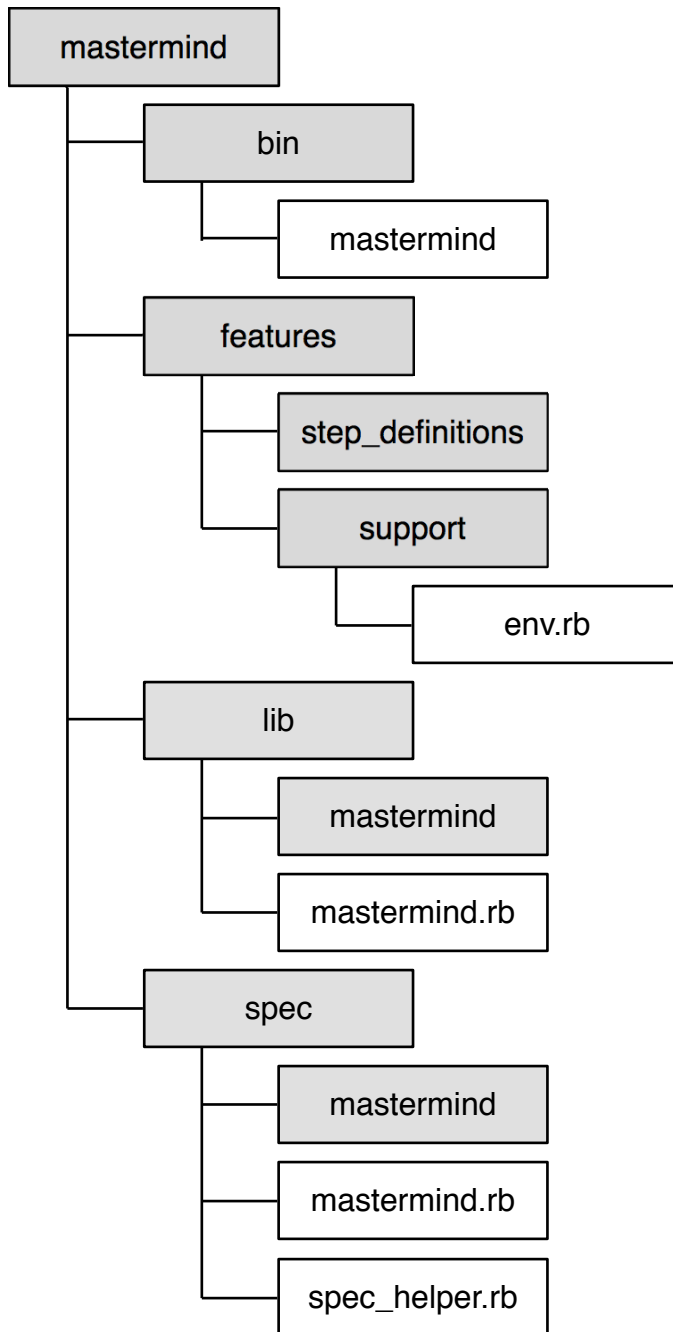 mastermind
bin
mastermind
features
step_definitions
support
env.rb
lib
mastermind
mastermind.rb
spec
mastermind
mastermind.rb
spec_helper.rb